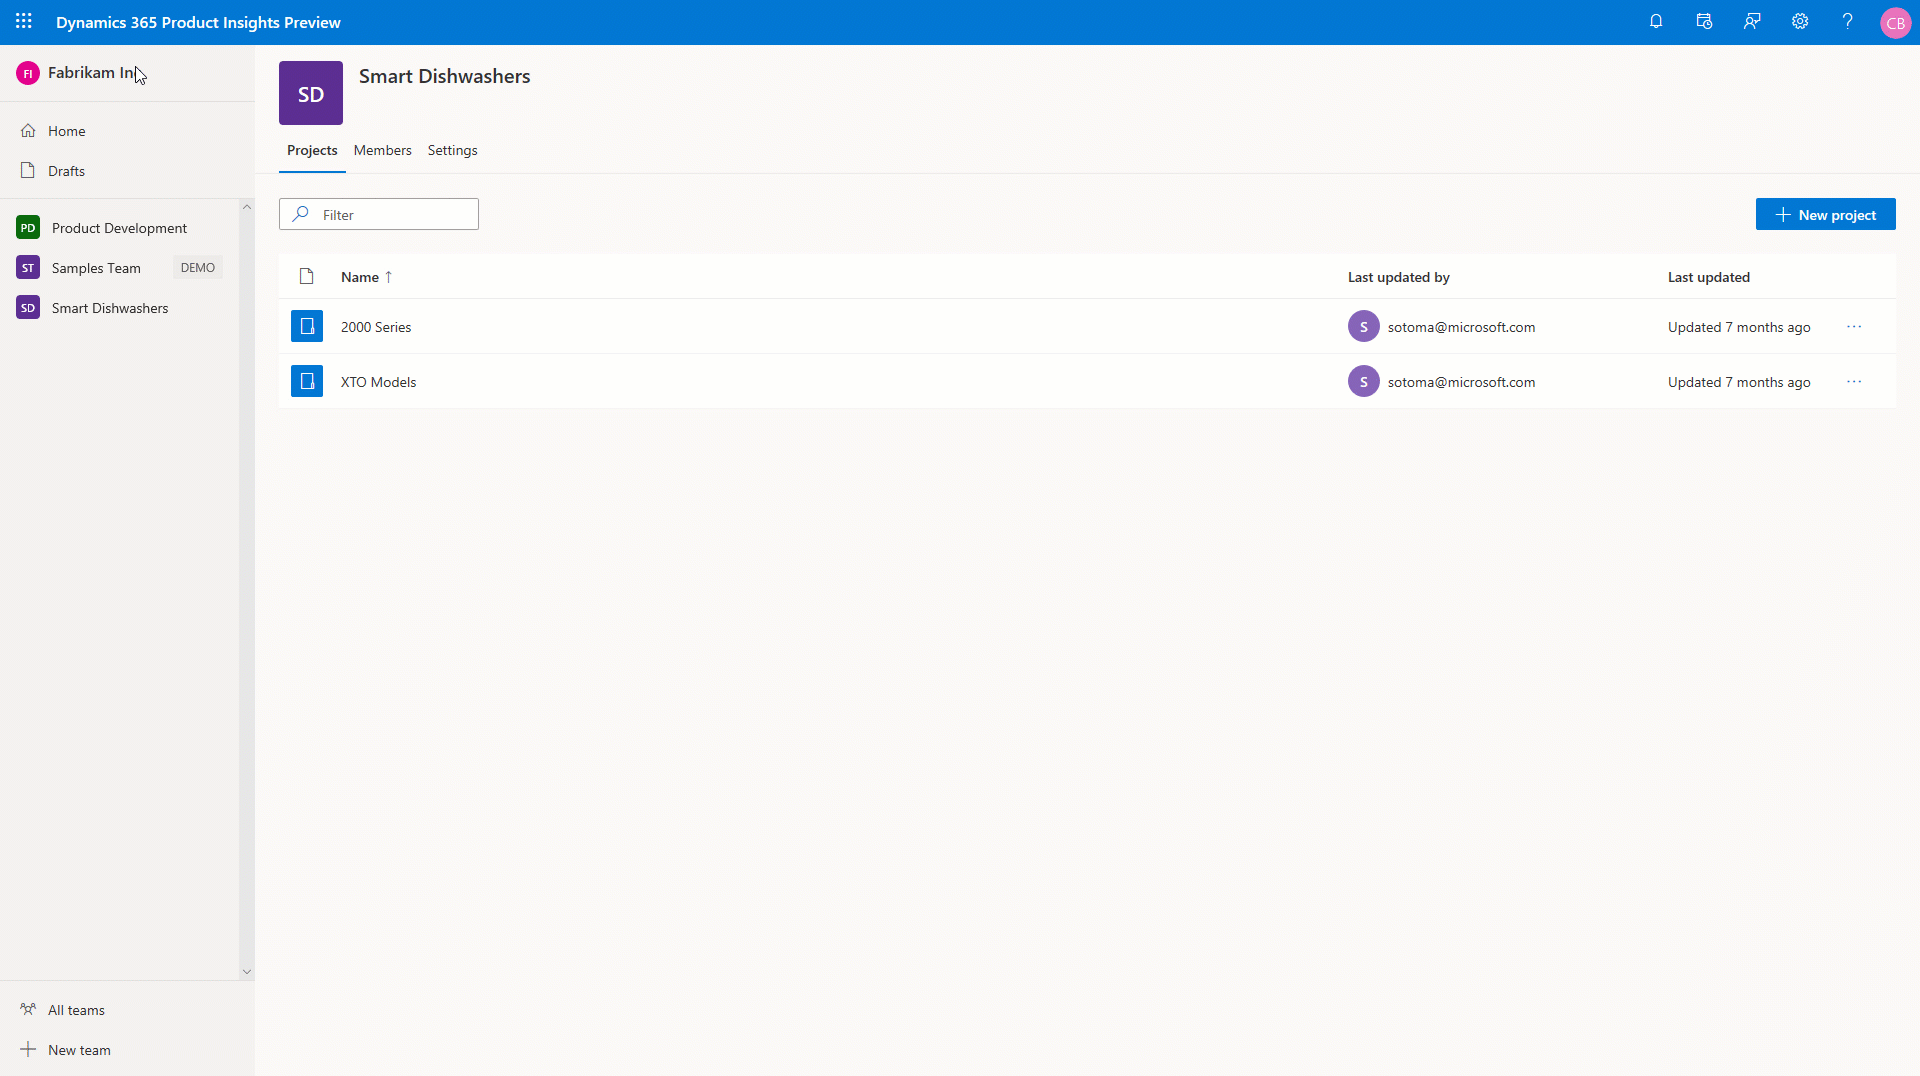 Dynamics 365 Product Insights Preview
CB
FI Fabrikam In
Home
Drafts
PD Product Development
ST Samples Team DEMO
SD Smart Dishwashers
All teams
New team
SD Smart Dishwashers
Projects Members Settings
Filter
New project
Name ↑ Last updated by Last updated
2000 Series S sotoma@microsoft.com Updated 7 months ago ...
XTO Models S sotoma@microsoft.com Updated 7 months ago ...